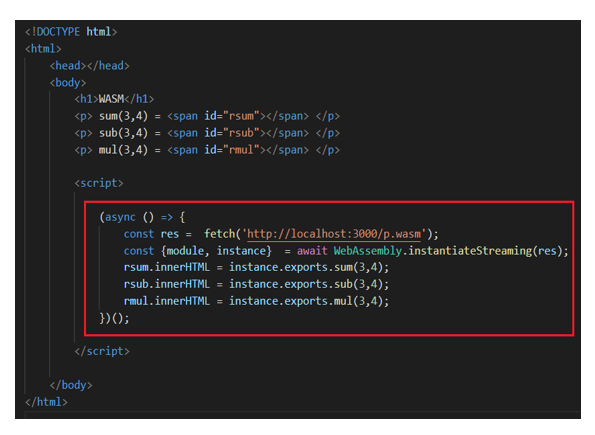 <!DOCTYPE html>
<html>
<head></head>
<body>
<h1>WASM</h1>
<p> sum(3,4) = <span id="rsum"></span> </p>
<p> sub(3,4) = <span id="rsub"></span> </p>
<p> mul(3,4) = <span id="rmul"></span> </p>
<script>
(async () => {
const res =  fetch('http://localhost:3000/p.wasm');
const {module, instance}  = await WebAssembly.instantiateStreaming(res);
rsum.innerHTML = instance.exports.sum(3,4);
rsub.innerHTML = instance.exports.sub(3,4);
rmul.innerHTML = instance.exports.mul(3,4);
})();
</script>
</body>
</html>